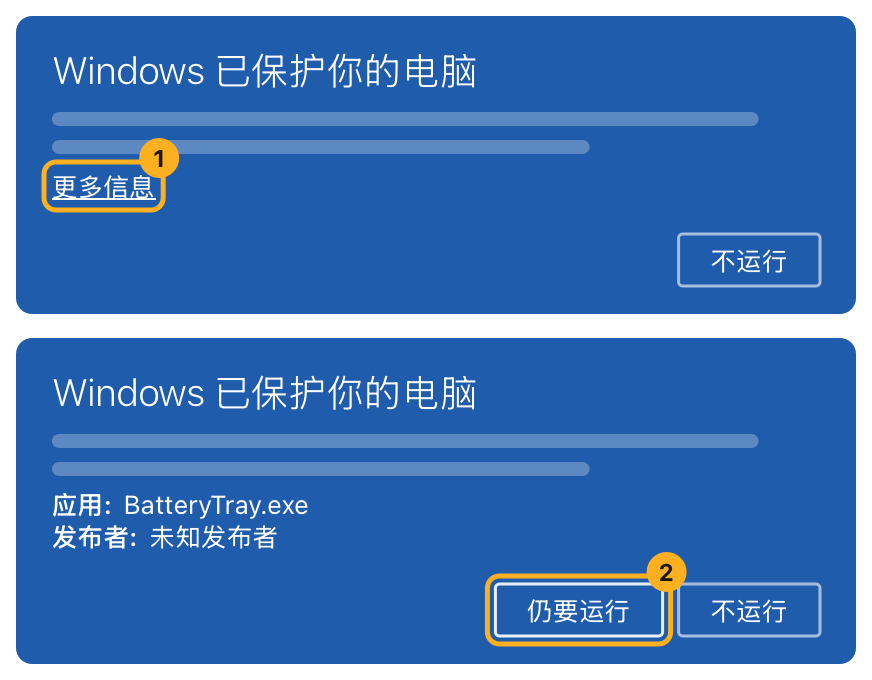 Windows 已保护你的电脑
1
更多信息
不运行
Windows 已保护你的电脑
应用: BatteryTray.exe
发布者: 未知发布者
2
仍要运行 不运行